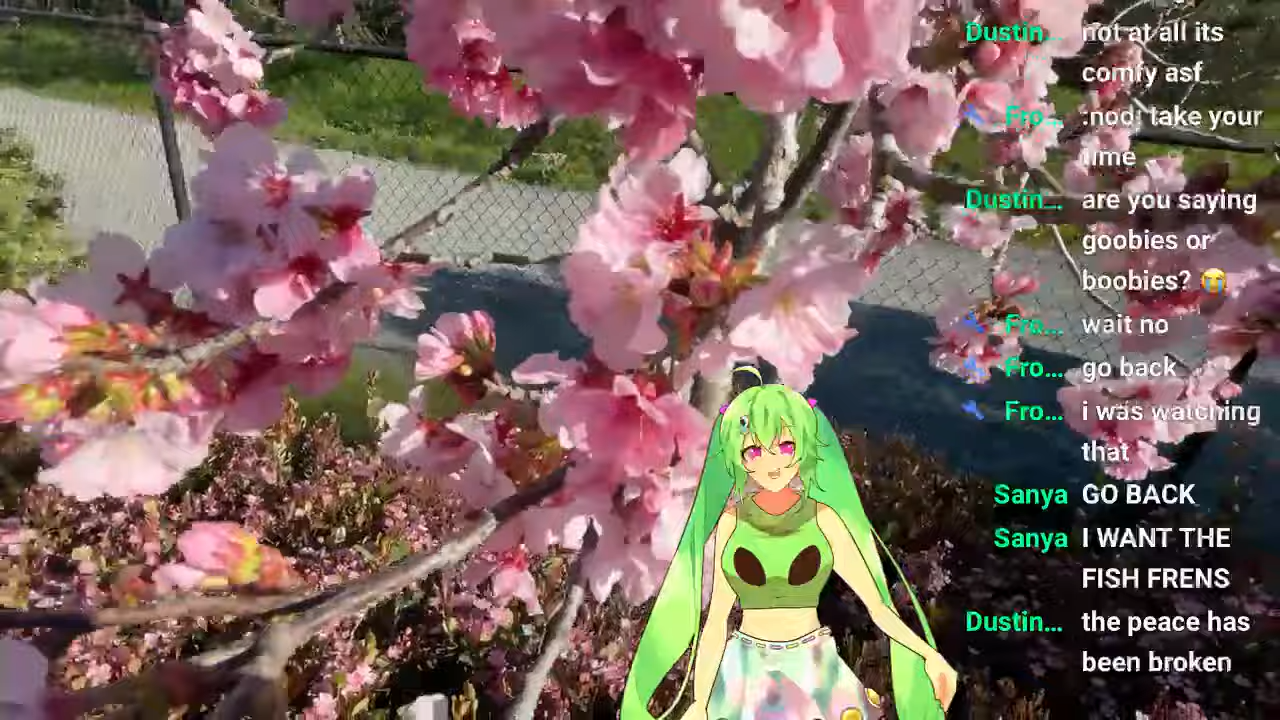 Dustin... not at all its
comfy asf
Fro... :nod: take your
time
Dustin... are you saying
goobies or
boobies? 😭
Fro... wait no
Fro... go back
Fro... i was watching
that
Sanya GO BACK
Sanya I WANT THE
FISH FRENS
Dustin... the peace has
been broken